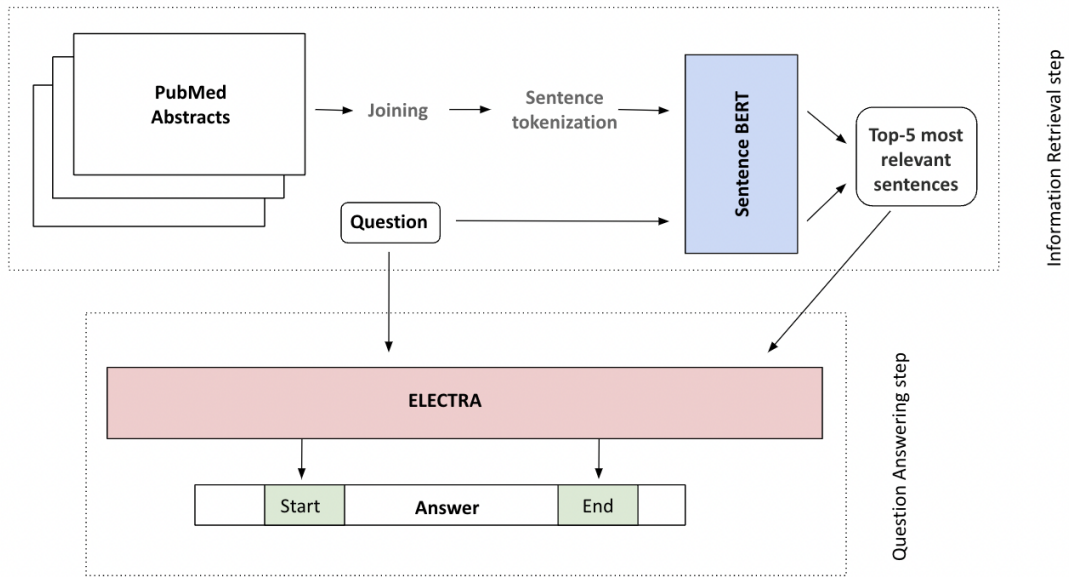 PubMed
Abstracts
Joining
Sentence
tokenization
Sentence BERT
Top-5 most
relevant
sentences
Question
Information Retrieval step
ELECTRA
Start
Answer
End
Question Answering step